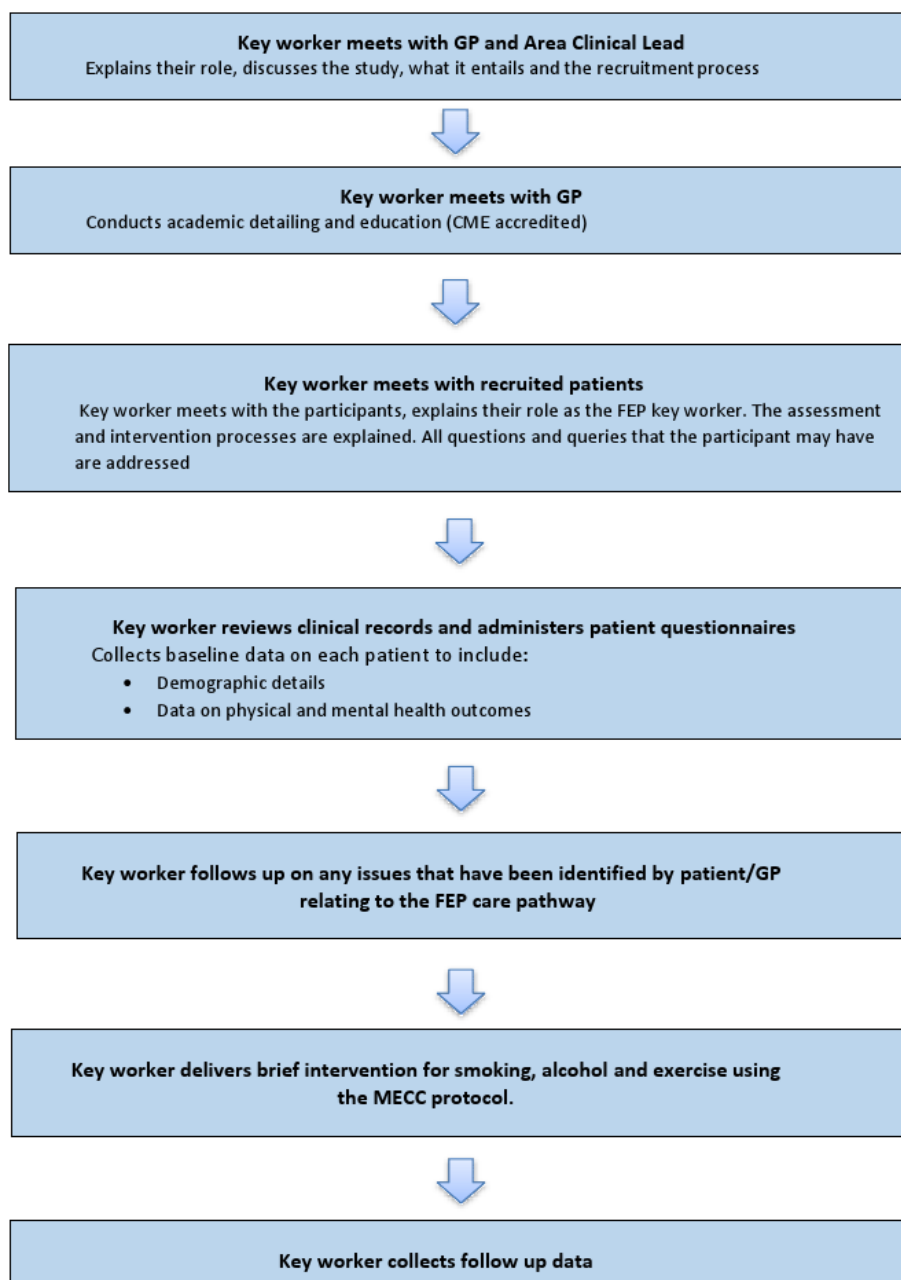 Key worker meets with GP and Area Clinical Lead
Explains their role, discusses the study, what it entails and the recruitment process
Key worker meets with GP
Conducts academic detailing and education (CME accredited)
Key worker meets with recruited patients
Key worker meets with the participants, explains their role as the FEP key worker. The assessment
and intervention processes are explained. All questions and queries that the participant may have
are addressed
Key worker reviews clinical records and administers patient questionnaires
Collects baseline data on each patient to include:
• Demographic details
• Data on physical and mental health outcomes
Key worker follows up on any issues that have been identified by patient/GP
relating to the FEP care pathway
Key worker delivers brief intervention for smoking, alcohol and exercise using
the MECC protocol.
Key worker collects follow up data